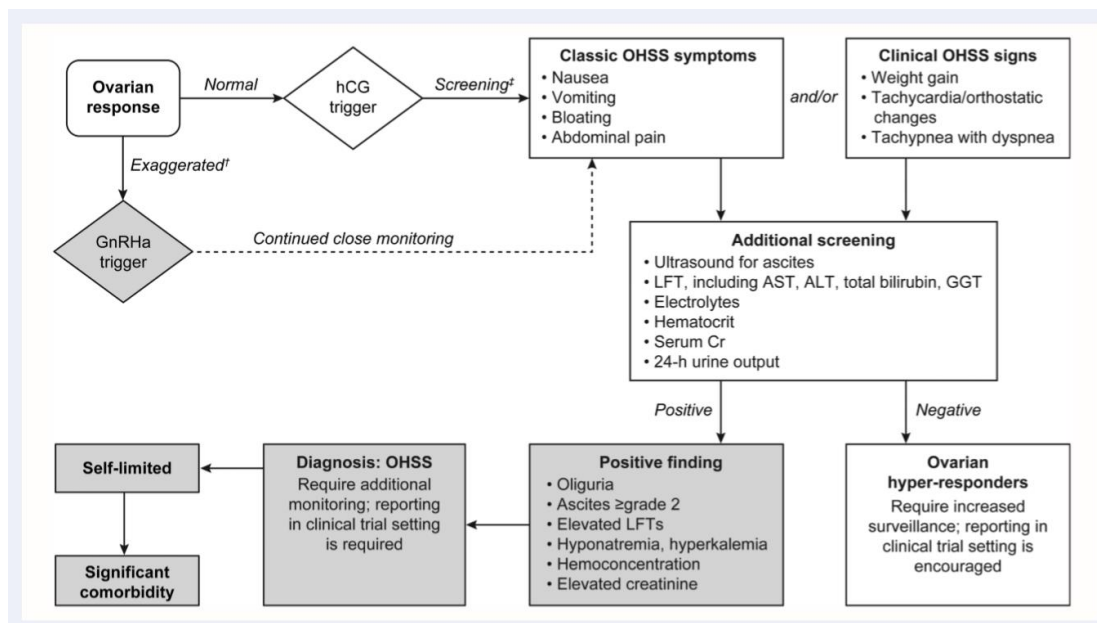 Ovarian
response
Normal
hCG
trigger
Screening‡
Classic OHSS symptoms
• Nausea
• Vomiting
• Bloating
• Abdominal pain
and/or
Clinical OHSS signs
• Weight gain
• Tachycardia/orthostatic
changes
• Tachypnea with dyspnea
Exaggerated†
GnRHa
trigger
Continued close monitoring
Additional screening
• Ultrasound for ascites
• LFT, including AST, ALT, total bilirubin, GGT
• Electrolytes
• Hematocrit
• Serum Cr
• 24-h urine output
Positive
Negative
Self-limited
Significant
comorbidity
Diagnosis: OHSS
Require additional
monitoring; reporting
in clinical trial setting
is required
Positive finding
• Oliguria
• Ascites ≥grade 2
• Elevated LFTs
• Hyponatremia, hyperkalemia
• Hemoconcentration
• Elevated creatinine
Ovarian
hyper-responders
Require increased
surveillance; reporting in
clinical trial setting is
encouraged